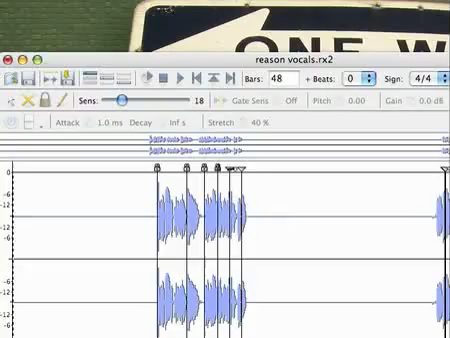 ONE W
reason vocals.rx2
Bars: 48 + Beats: 0 Sign: 4/4
Sens: 18 Gate Sens Off Pitch 0.00 Gain 0.0 dB
Attack 1.0 ms Decay Inf s Stretch 40 %
0
-6
-12
-12
-6
-6
-12
-12
-6